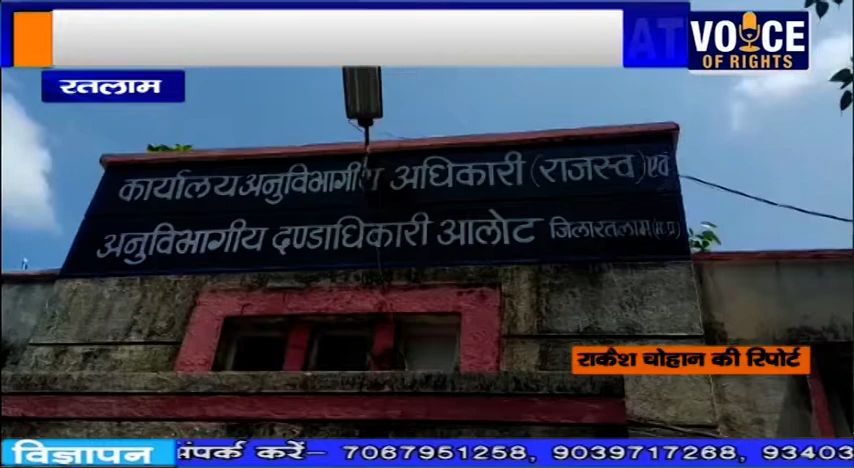 AT
VOICE
OF RIGHTS
रतलाम
कार्यालय अनुविभागीय अधिकारी (राजस्व) एवं
अनुविभागीय दण्डाधिकारी आलोट जिला रतलाम (म.प्र)
राकेश चोहान की रिपोर्ट
विज्ञापन संपर्क करें– 7067951258, 9039717268, 93403